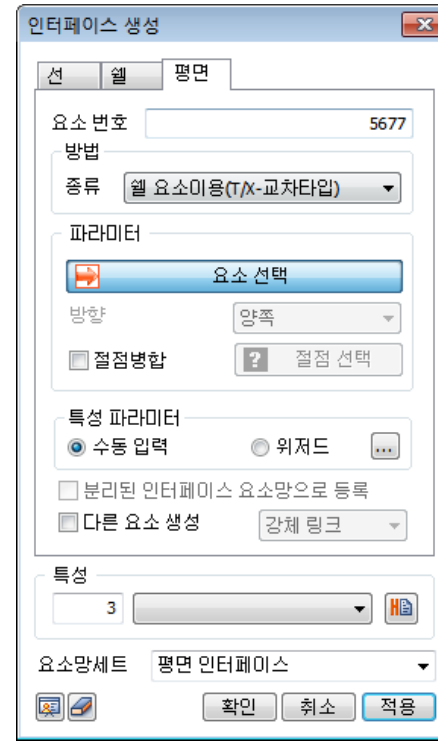 인터페이스 생성
선 쉘 평면
요소 번호 5677
방법
종류 쉘 요소이용(T/X-교차타입)
파라미터
요소 선택
방향 양쪽
절점병합 ? 절점 선택
특성 파라미터
수동 입력 위저드 ...
분리된 인터페이스 요소망으로 등록
다른 요소 생성 강체 링크
특성
3
요소망세트 평면 인터페이스
확인 취소 적용